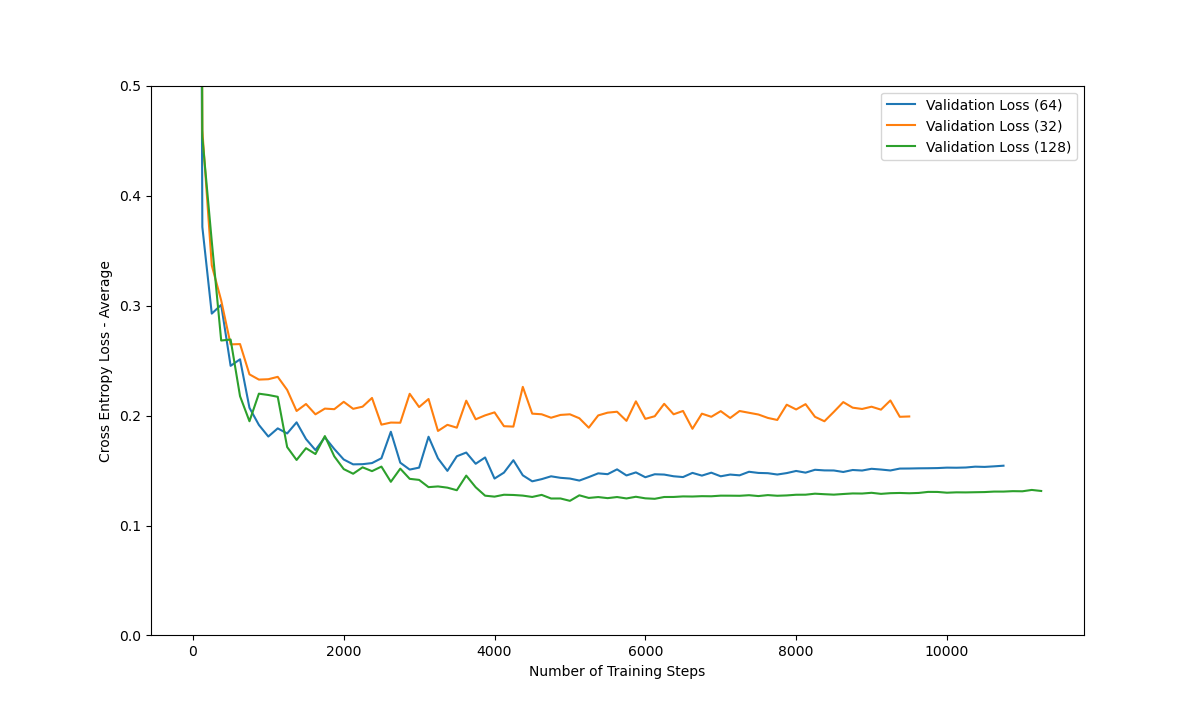 0.5
0.4
0.3
0.2
0.1
0.0
Cross Entropy Loss - Average
Validation Loss (64)
Validation Loss (32)
Validation Loss (128)
0 2000 4000 6000 8000 10000
Number of Training Steps